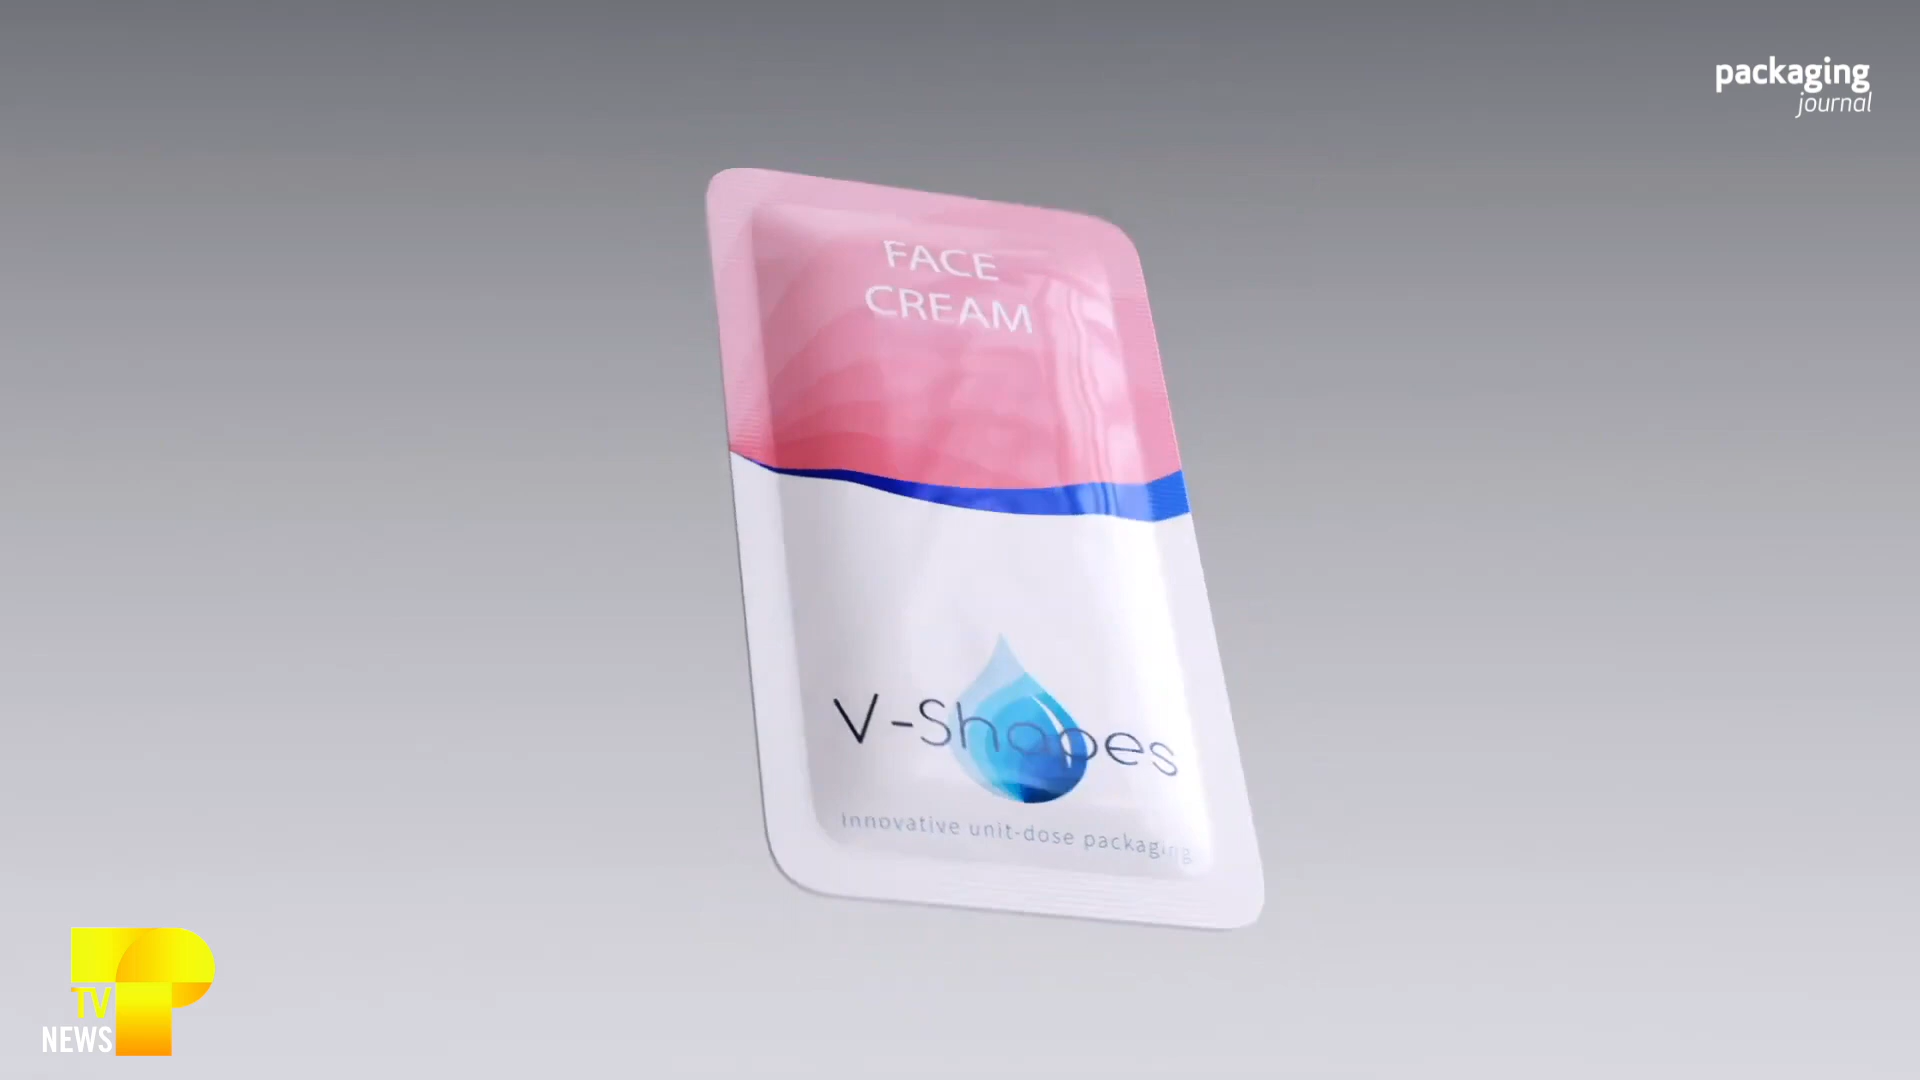 packaging
journal
FACE
CREAM
V-Shapes
Innovative unit-dose packaging
TV
NEWS